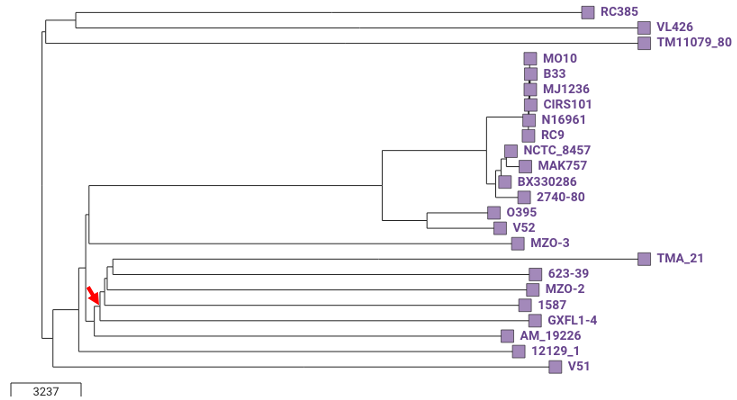 RC385
VL426
TM11079_80
MO10
B33
MJ1236
CIRS101
N16961
RC9
NCTC_8457
MAK757
BX330286
2740-80
O395
V52
MZO-3
TMA_21
623-39
MZO-2
1587
GXFL1-4
AM_19226
12129_1
V51
3237